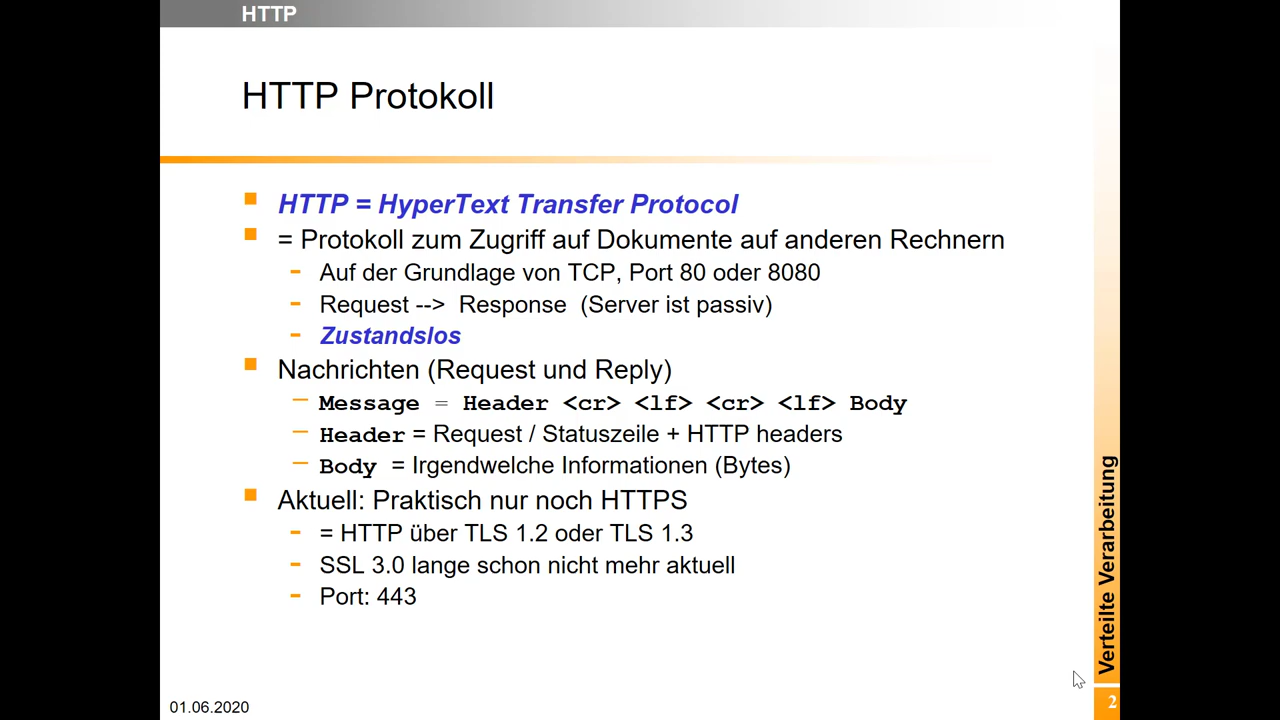 HTTP
HTTP Protokoll
HTTP = HyperText Transfer Protocol
= Protokoll zum Zugriff auf Dokumente auf anderen Rechnern
- Auf der Grundlage von TCP, Port 80 oder 8080
- Request --> Response (Server ist passiv)
- Zustandslos
Nachrichten (Request und Reply)
– Message = Header <cr> <lf> <cr> <lf> Body
– Header = Request / Statuszeile + HTTP headers
– Body = Irgendwelche Informationen (Bytes)
Aktuell: Praktisch nur noch HTTPS
- = HTTP über TLS 1.2 oder TLS 1.3
- SSL 3.0 lange schon nicht mehr aktuell
- Port: 443
Verteilte Verarbeitung
01.06.2020
2